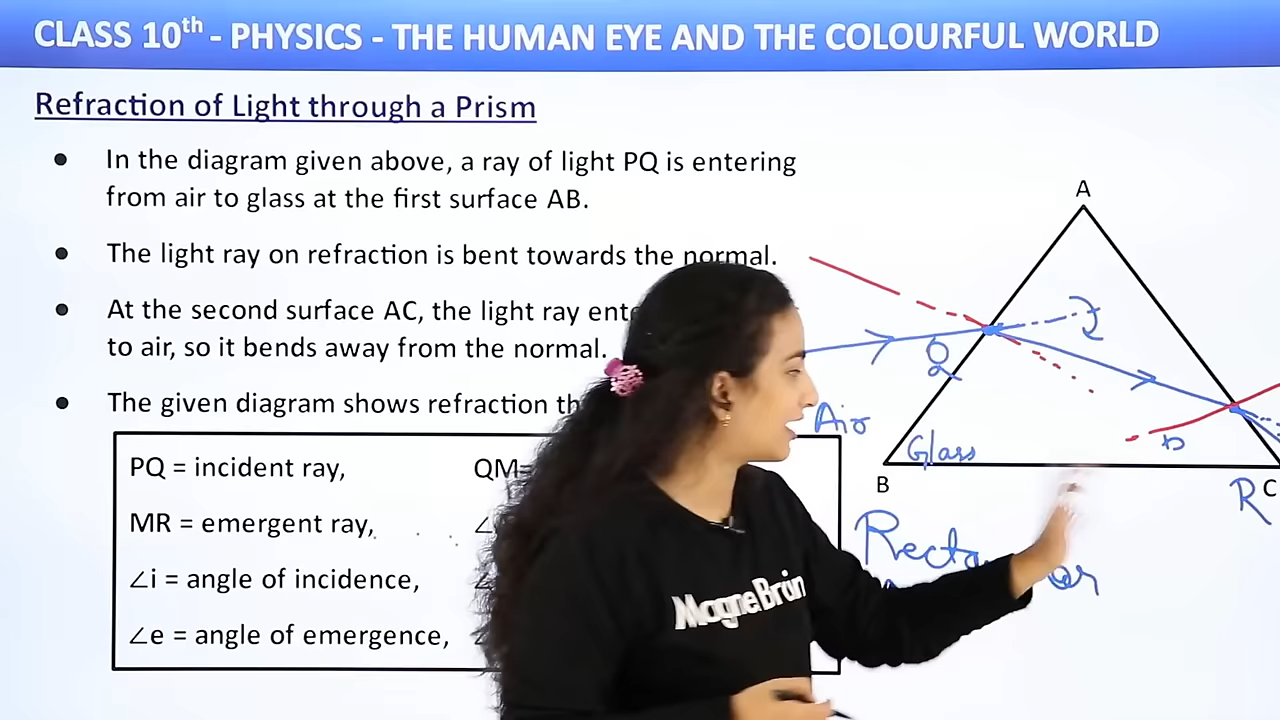 CLASS 10th - PHYSICS - THE HUMAN EYE AND THE COLOURFUL WORLD
Refraction of Light through a Prism
● In the diagram given above, a ray of light PQ is entering
from air to glass at the first surface AB.
● The light ray on refraction is bent towards the normal.
● At the second surface AC, the light ray
to air, so it bends away from the normal.
● The given diagram shows refraction
PQ = incident ray, QM=
MR = emergent ray, ∠
∠i = angle of incidence, ∠
∠e = angle of emergence, ∠
A
Q
Air
Glass
B
R
C
MagneBrain